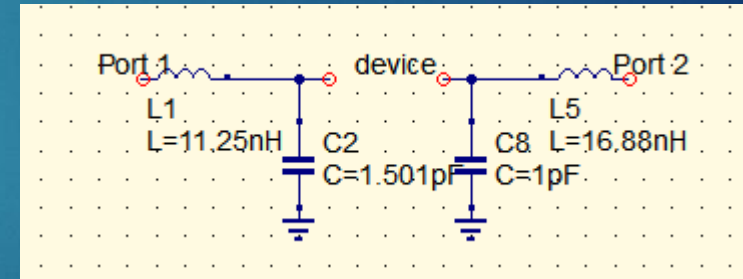 Port 1
device
Port 2
L1
L=11.25nH
C2
C=1.501pF
C8
C=1pF
L5
L=16.88nH